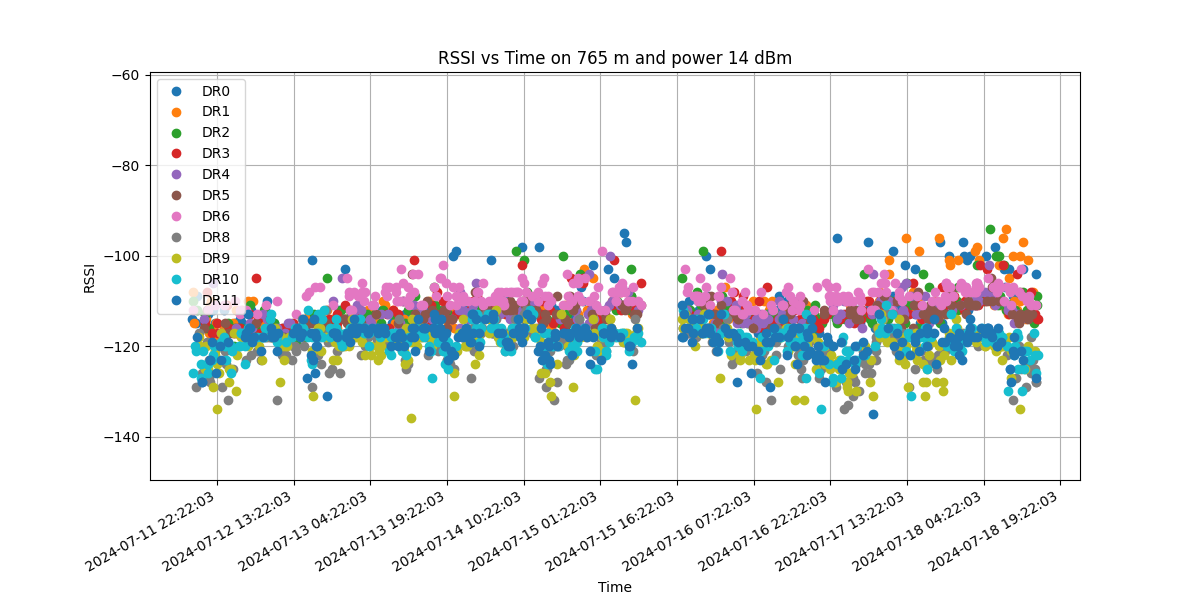 RSSI vs Time on 765 m and power 14 dBm
RSSI
−60
−80
−100
−120
−140
DR0
DR1
DR2
DR3
DR4
DR5
DR6
DR8
DR9
DR10
DR11
2024-07-11 22:22:03
2024-07-12 13:22:03
2024-07-13 04:22:03
2024-07-13 19:22:03
2024-07-14 10:22:03
2024-07-15 01:22:03
2024-07-15 16:22:03
2024-07-16 07:22:03
2024-07-16 22:22:03
2024-07-17 13:22:03
2024-07-18 04:22:03
2024-07-18 19:22:03
Time